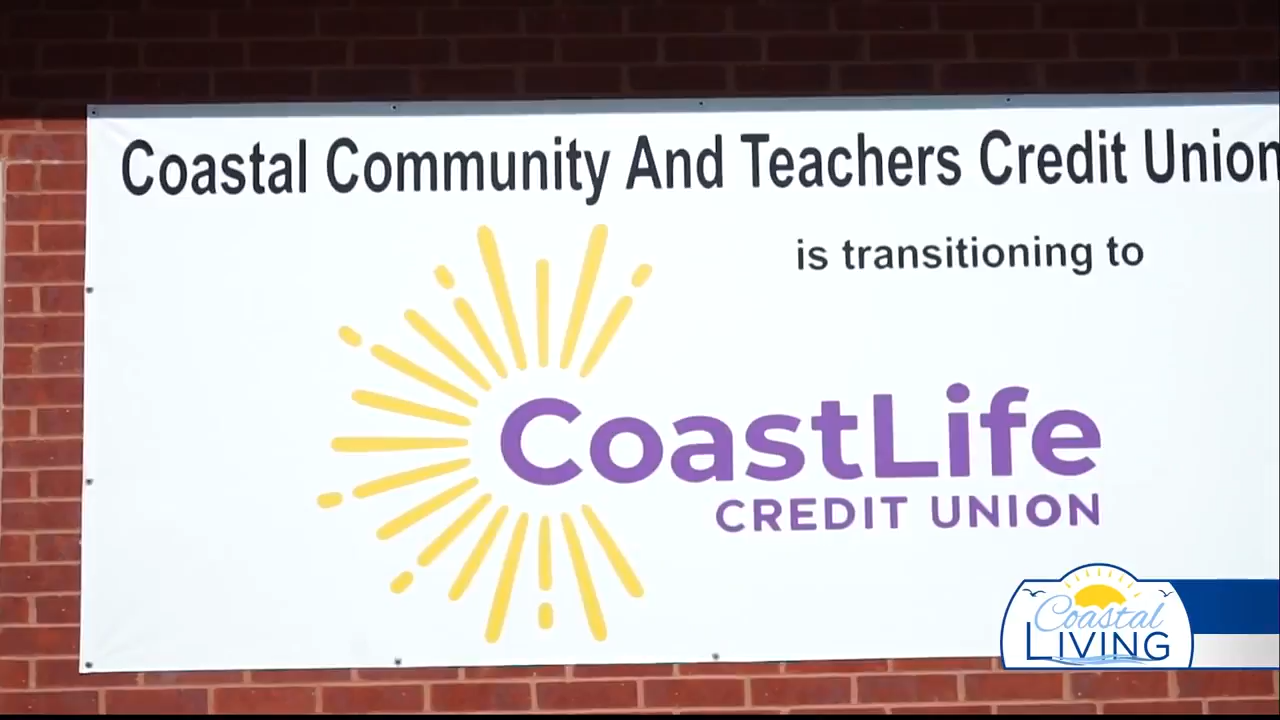 Coastal Community And Teachers Credit Union
is transitioning to
CoastLife
CREDIT UNION
Coastal
LIVING